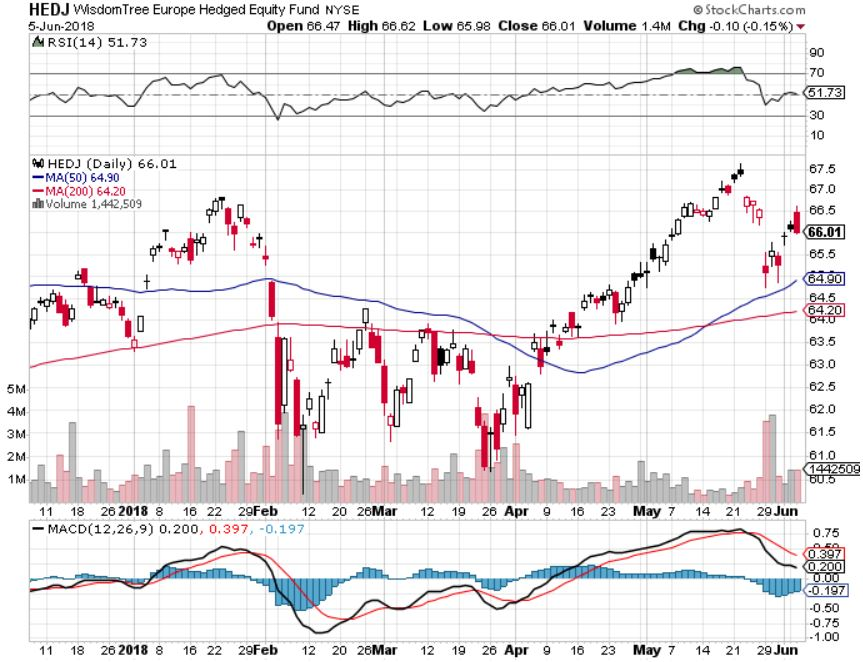 HEDJ WisdomTree Europe Hedged Equity Fund NYSE © StockCharts.com
5-Jun-2018 Open 66.47 High 66.62 Low 65.98 Close 66.01 Volume 1.4M Chg -0.10 (-0.15%)
RSI(14) 51.73
90
70
51.73
30
10
HEDJ (Daily) 66.01
MA(50) 64.90
MA(200) 64.20
Volume 1,442,509
67.5
67.0
66.5
66.01
65.5
64.90
64.5
64.20
64.0
63.5
63.0
62.5
62.0
61.5
61.0
60.5
5M
4M
3M
2M
1M
1442509
11 18 26 2018 8 16 22 29 Feb 12 20 26 Mar 12 19 26 Apr 9 16 23 May 7 14 21 29 Jun
MACD(12,26,9) 0.200, 0.397, -0.197
0.75
0.397
0.200
0.00
-0.197
-0.50
-0.75
-1.00
11 18 26 2018 8 16 22 29 Feb 12 20 26 Mar 12 19 26 Apr 9 16 23 May 7 14 21 29 Jun